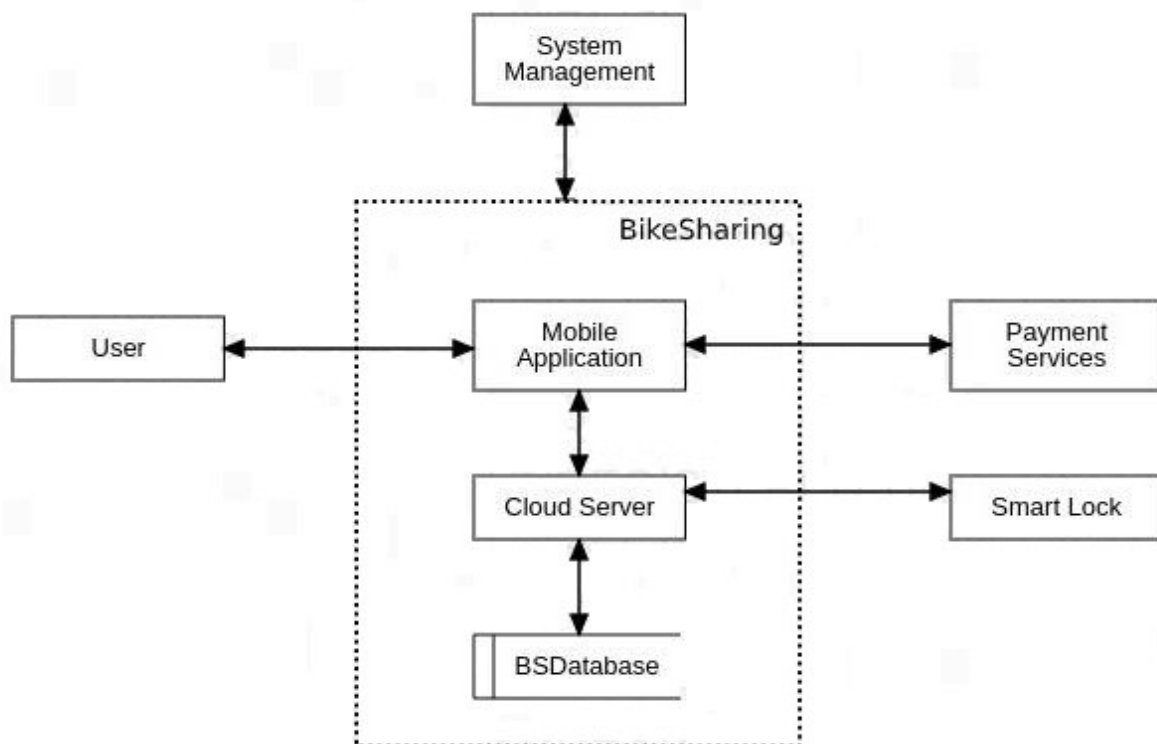 System
Management
BikeSharing
User
Mobile
Application
Payment
Services
Cloud Server
Smart Lock
BSDatabase